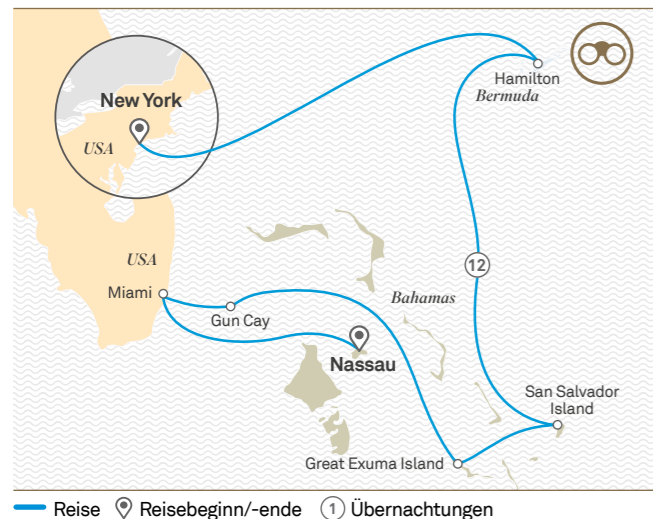 Hamilton
Bermuda
New York
USA
USA
12
Miami
Bahamas
Gun Cay
Nassau
San Salvador
Island
Great Exuma Island
Reise Reisebeginn/-ende 1 Übernachtungen